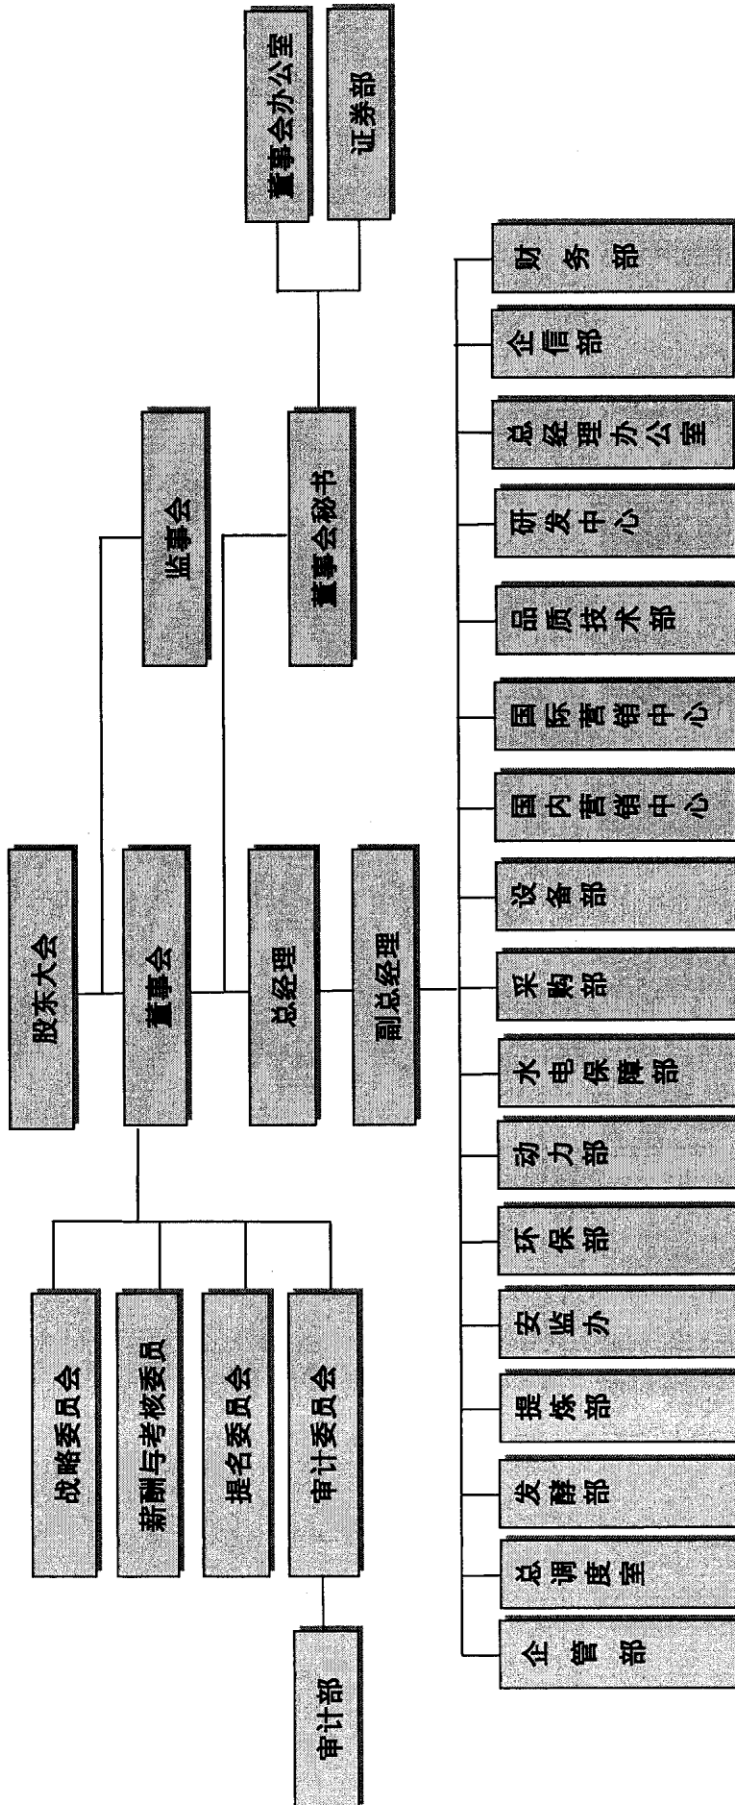 股东大会
监事会
董事会
战略委员会
薪酬与考核委员
提名委员会
审计委员会
审计部
总经理
董事会秘书
董事会办公室
证券部
副总经理
企管部
总调度室
发酵部
提炼部
安监办
环保部
动力部
水电保障部
采购部
设备部
国内营销中心
国际营销中心
品质技术部
研发中心
总经理办公室
企信部
财务部